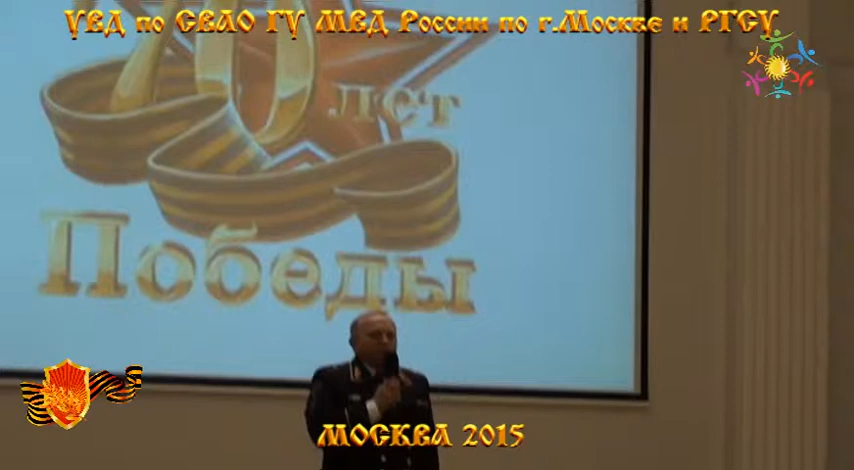 УВД по СВАО ГУ МВД России по г.Москве и РГСУ
70
лет
Победы
МОСКВА 2015